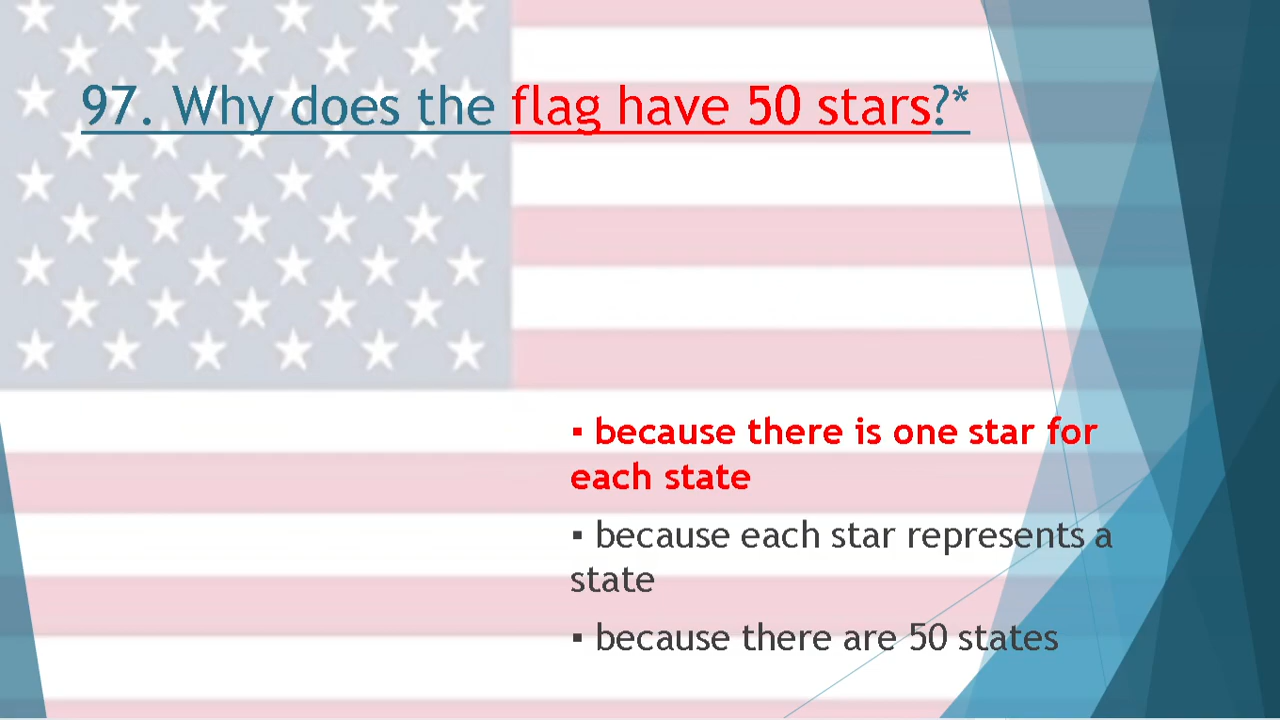 97. Why does the flag have 50 stars?*
▪ because there is one star for
each state
▪ because each star represents a
state
▪ because there are 50 states